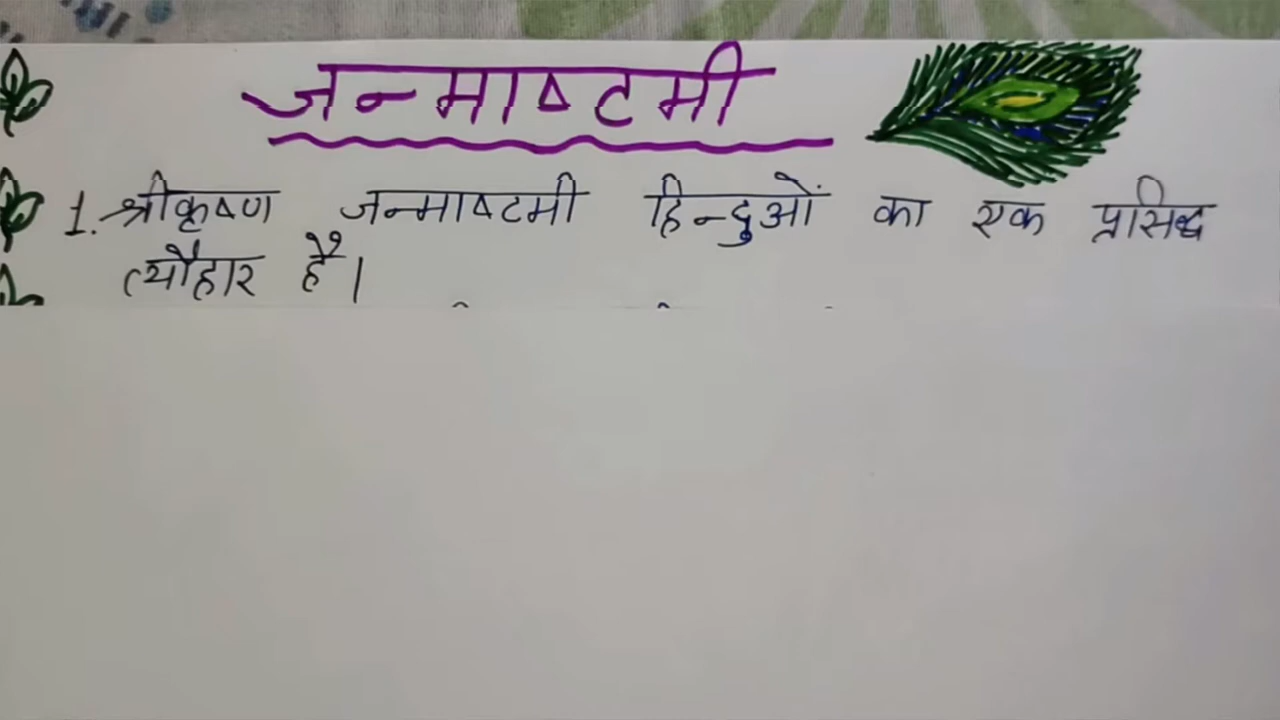 जन्माष्टमी
1. श्रीकृष्ण जन्माष्टमी हिन्दुओं का एक प्रसिद्ध
त्यौहार है।